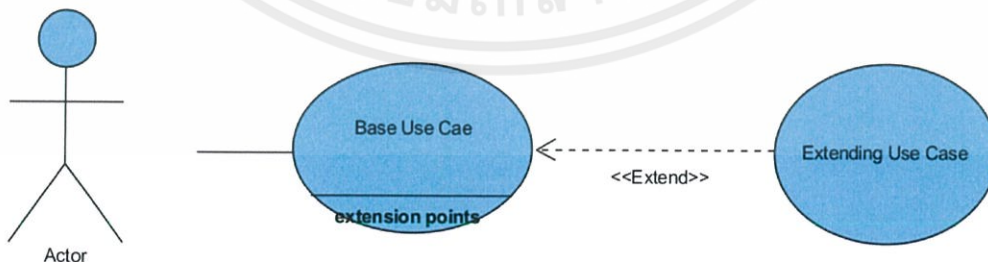 Base Use Cae
extension points
<<Extend>>
Extending Use Case
Actor